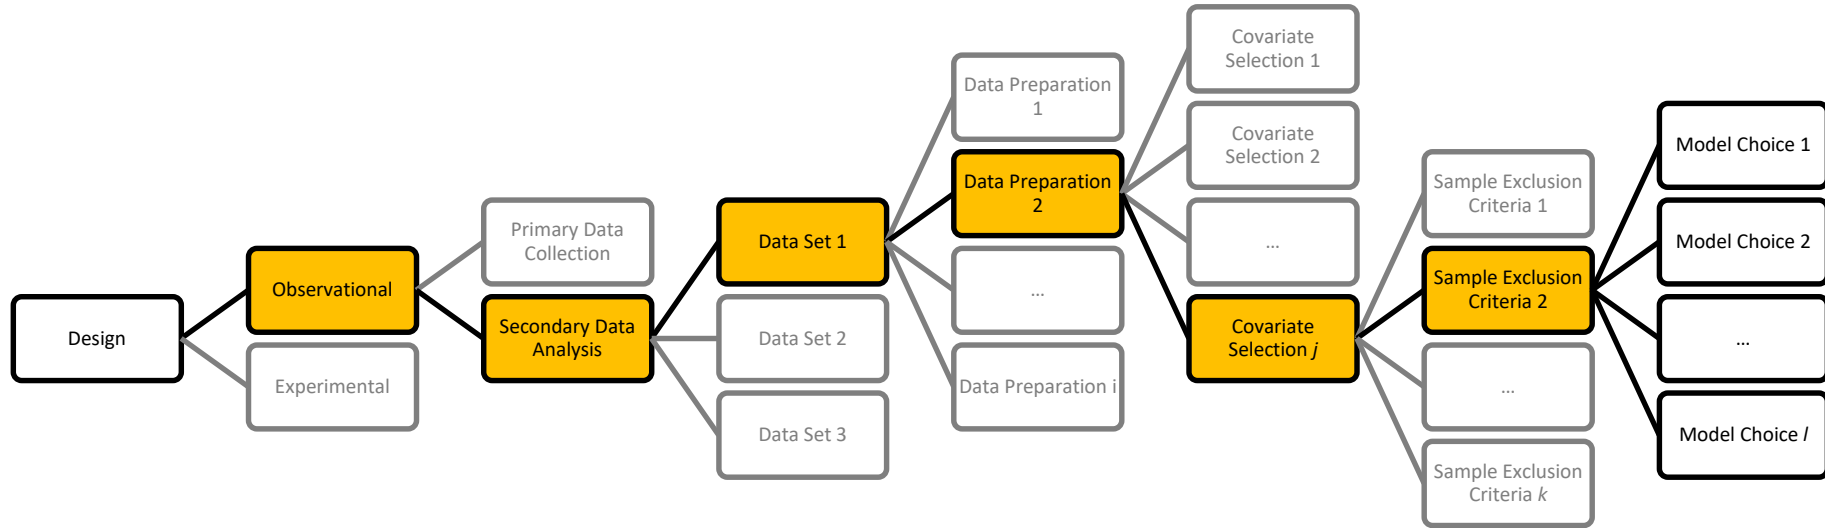 Design
Observational
Experimental
Primary Data
Collection
Secondary Data
Analysis
Data Set 1
Data Set 2
Data Set 3
Data Preparation
1
Data Preparation
2
...
Data Preparation i
Covariate
Selection 1
Covariate
Selection 2
...
Covariate
Selection j
Sample Exclusion
Criteria 1
Sample Exclusion
Criteria 2
...
Sample Exclusion
Criteria k
Model Choice 1
Model Choice 2
...
Model Choice l